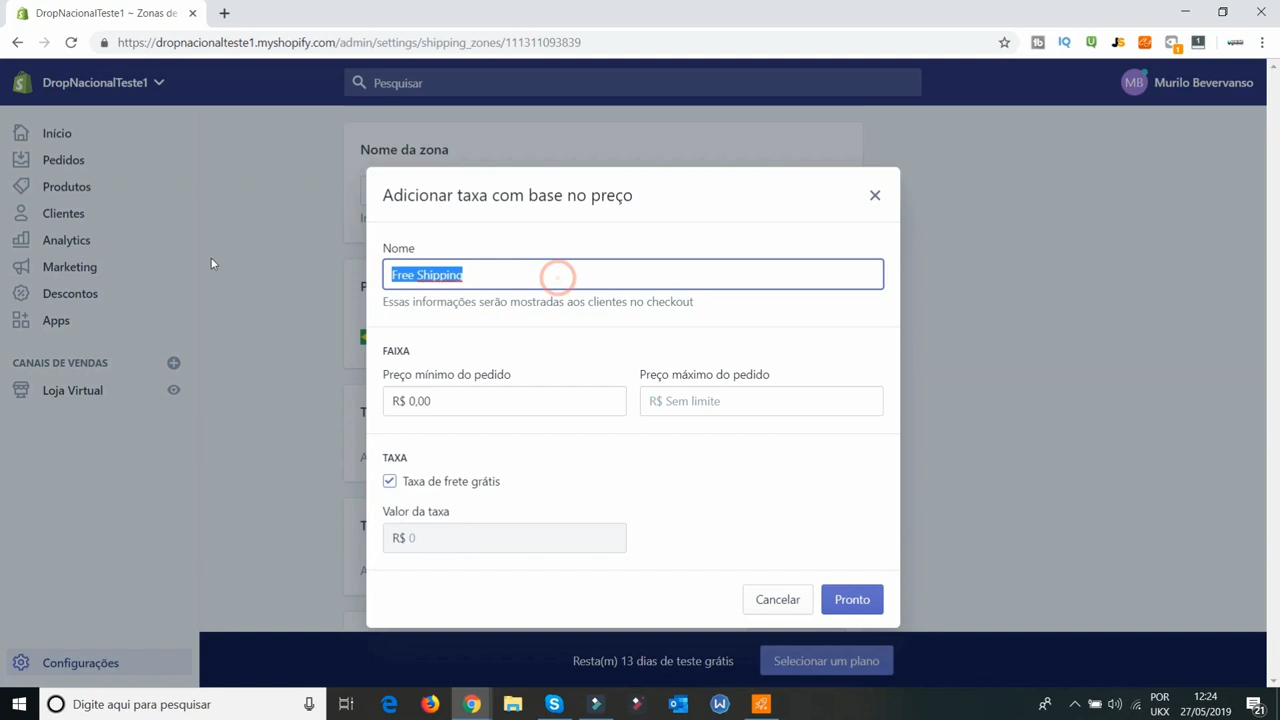 DropNacionalTeste1 ~ Zonas de
https://dropnacionalteste1.myshopify.com/admin/settings/shipping_zones/111311093839
DropNacionalTeste1
Pesquisar
MB
Murilo Bevervanso
Início
Pedidos
Produtos
Clientes
Analytics
Marketing
Descontos
Apps
CANAIS DE VENDAS
Loja Virtual
Configurações
Nome da zona
Adicionar taxa com base no preço
Nome
Free Shipping
Essas informações serão mostradas aos clientes no checkout
FAIXA
Preço mínimo do pedido
Preço máximo do pedido
R$ 0,00
R$ Sem limite
TAXA
Taxa de frete grátis
Valor da taxa
R$ 0
Cancelar
Pronto
Resta(m) 13 dias de teste grátis
Selecionar um plano
Digite aqui para pesquisar
POR
UKX
12:24
27/05/2019
21